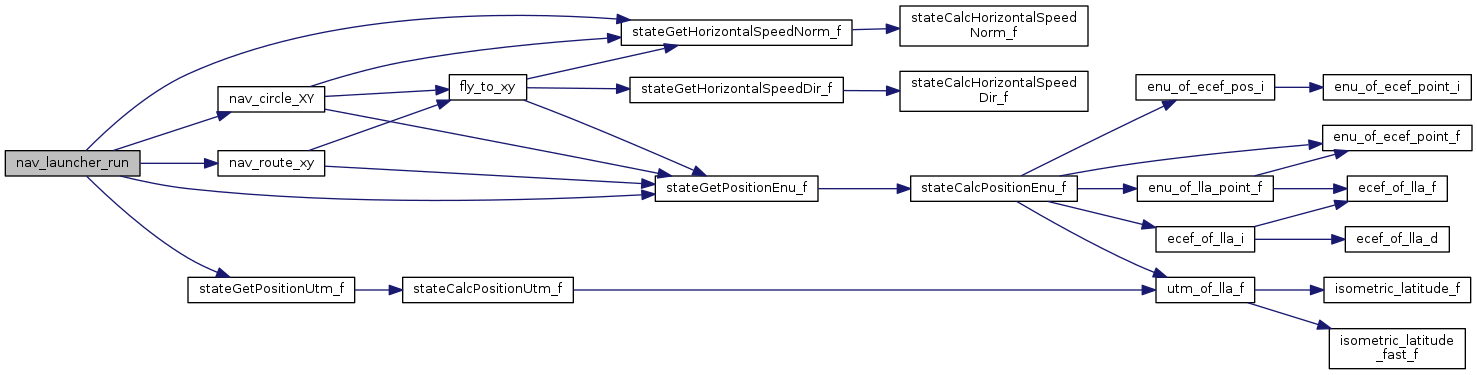 nav_launcher_run
nav_circle_XY
nav_route_xy
stateGetPositionUtm_f
fly_to_xy
stateCalcPositionUtm_f
stateGetHorizontalSpeedNorm_f
stateGetHorizontalSpeedDir_f
stateGetPositionEnu_f
stateCalcHorizontalSpeed
Norm_f
stateCalcHorizontalSpeed
Dir_f
stateCalcPositionEnu_f
enu_of_ecef_pos_i
enu_of_lla_point_f
ecef_of_lla_i
utm_of_lla_f
enu_of_ecef_point_i
enu_of_ecef_point_f
ecef_of_lla_f
ecef_of_lla_d
isometric_latitude_f
isometric_latitude
_fast_f